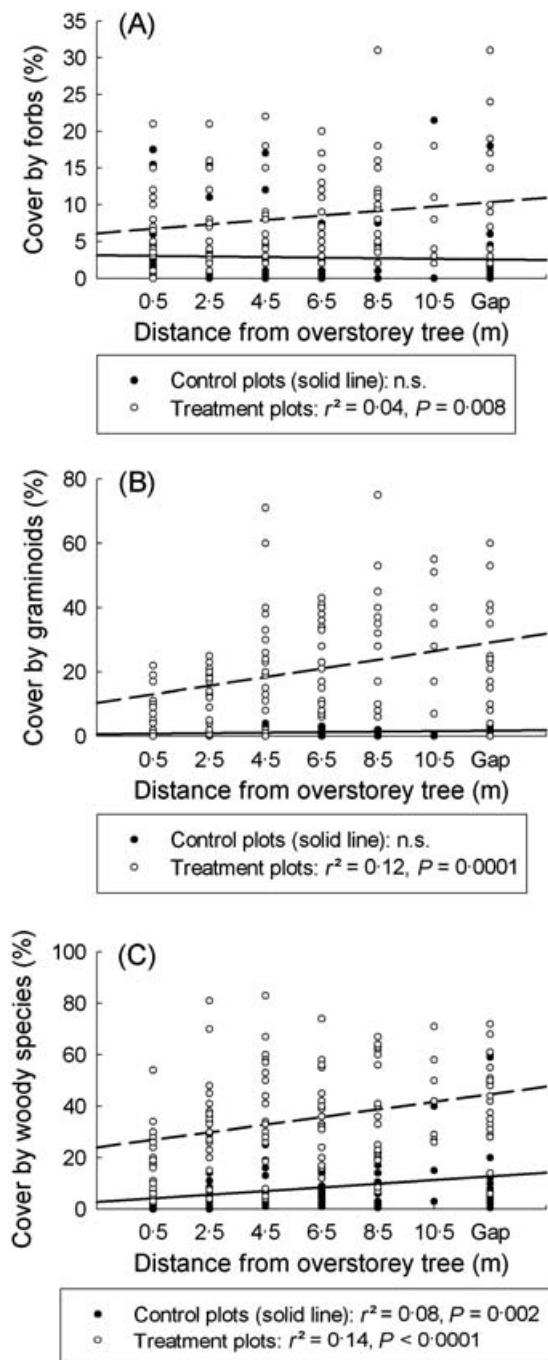 (A)
Cover by forbs (%)
35
30
25
20
15
10
5
0
0·5 2·5 4·5 6·5 8·5 10·5 Gap
Distance from overstorey tree (m)
● Control plots (solid line): n.s.
○ Treatment plots: r² = 0·04, P = 0·008
(B)
Cover by graminoids (%)
80
60
40
20
0
0·5 2·5 4·5 6·5 8·5 10·5 Gap
Distance from overstorey tree (m)
● Control plots (solid line): n.s.
○ Treatment plots: r² = 0·12, P = 0·0001
(C)
Cover by woody species (%)
100
80
60
40
20
0
0·5 2·5 4·5 6·5 8·5 10·5 Gap
Distance from overstorey tree (m)
● Control plots (solid line): r² = 0·08, P = 0·002
○ Treatment plots: r² = 0·14, P < 0·0001